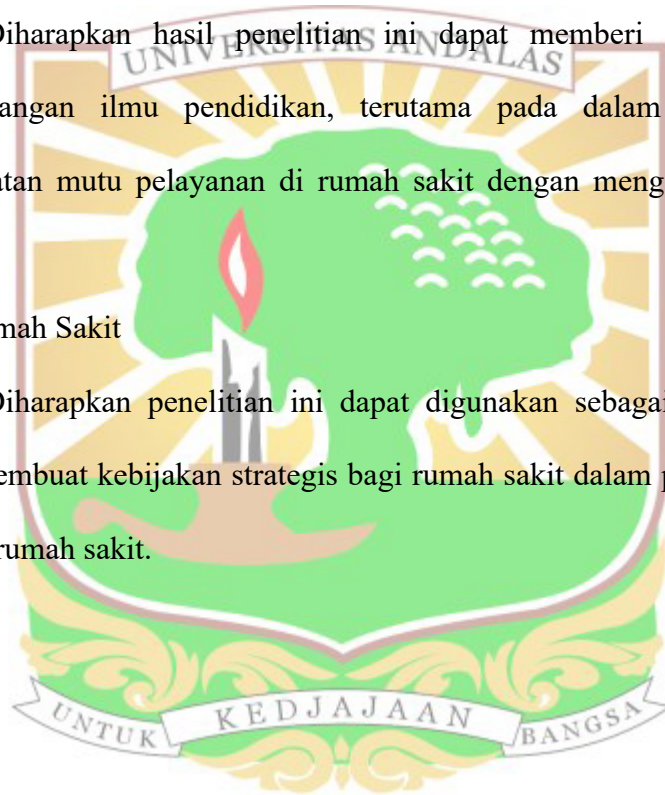 UNIVERSITAS ANDALAS
Diharapkan hasil penelitian ini dapat memberi
angan ilmu pendidikan, terutama pada dalam
atan mutu pelayanan di rumah sakit dengan meng
mah Sakit
Diharapkan penelitian ini dapat digunakan sebagai
embuat kebijakan strategis bagi rumah sakit dalam p
rumah sakit.
UNTUK KEDJAJAAN BANGSA